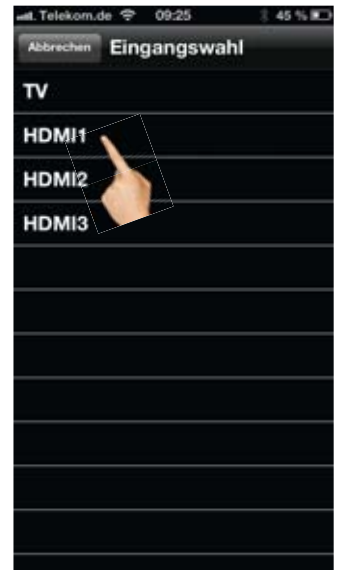 Telekom.de 09:25 45 %
Abbrechen Eingangswahl
TV
HDMI1
HDMI2
HDMI3